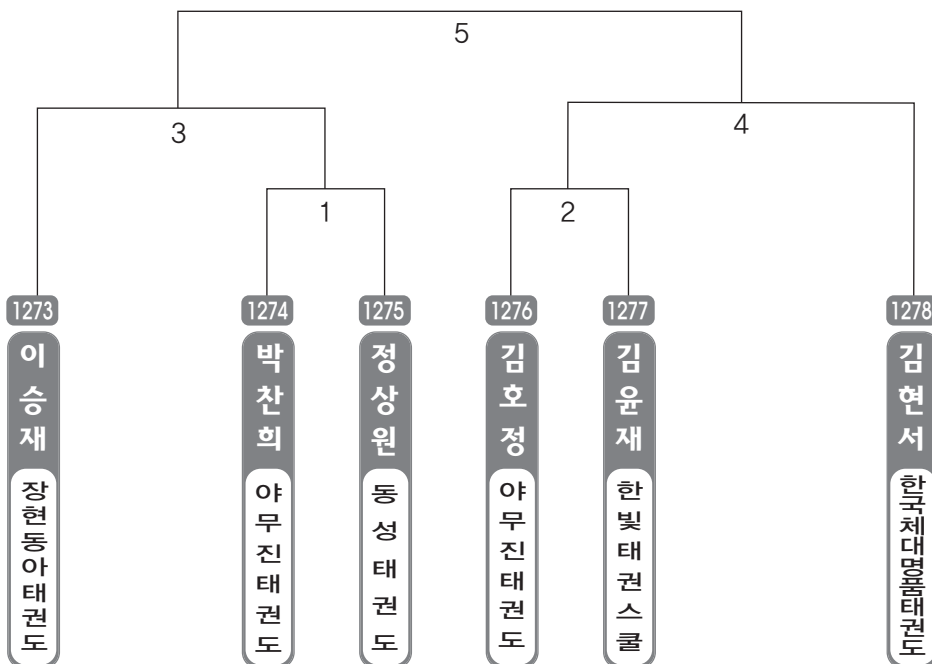 5
3
4
1
2
1273
1274
1275
1276
1277
1278
이승재
박찬희
정상원
김호정
김윤재
김현서
장현동아태권도
야무진태권도
동성태권도
야무진태권도
한빛태권스쿨
한국체대명품태권도